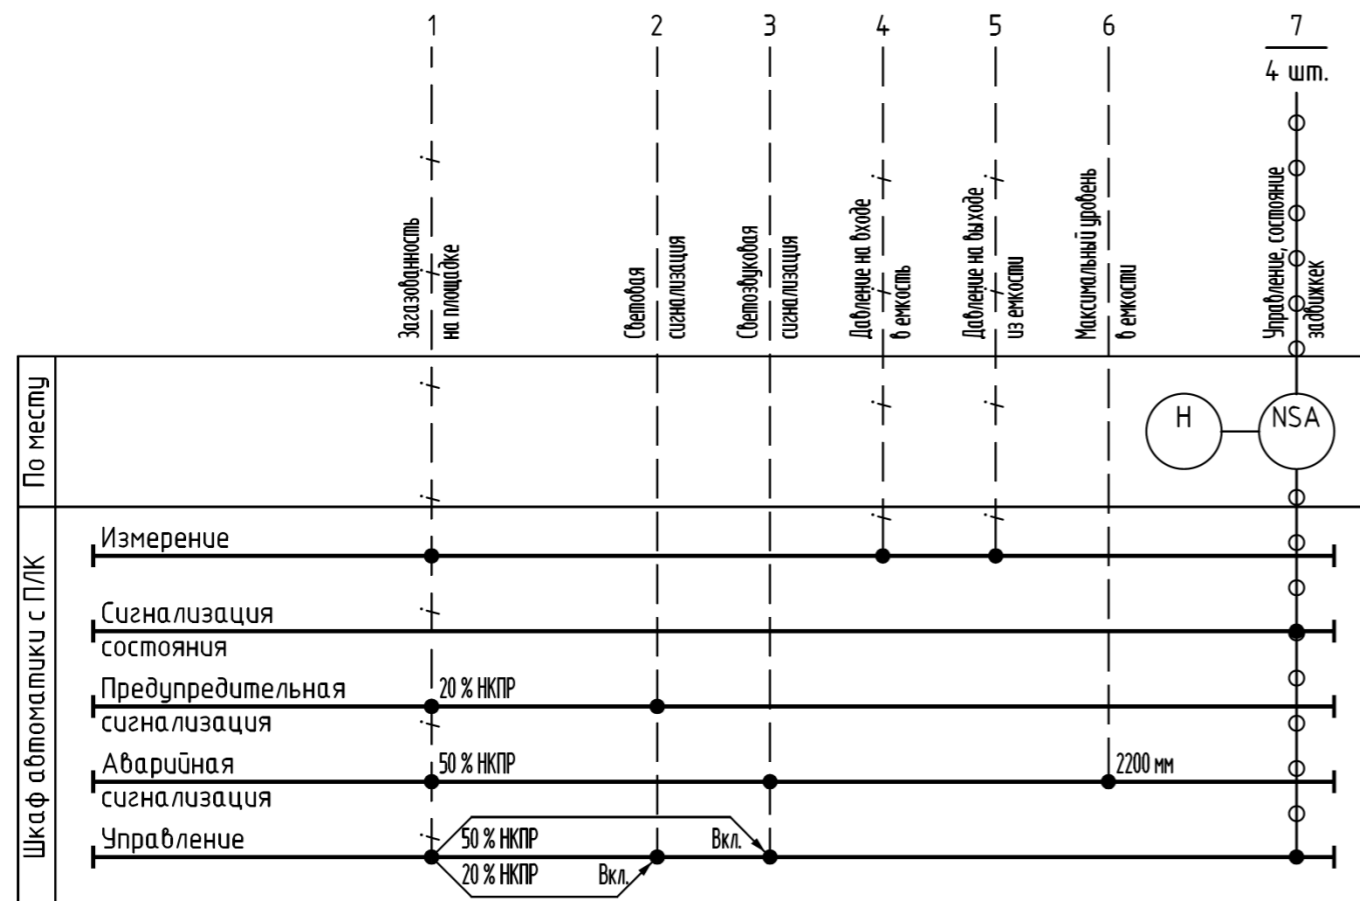 1
2
3
4
5
6
7
4 шт.
Загазованность
на площадке
Световая
сигнализация
Светозвуковая
сигнализация
Давление на входе
в емкость
Давление на выходе
из емкости
Максимальный уровень
в емкости
Управление, состояние
задвижкек
По месту
H
NSA
Шкаф автоматики с ПЛК
Измерение
Сигнализация
состояния
Предупредительная
сигнализация
20 % НКПР
Аварийная
сигнализация
50 % НКПР
2200 мм
Управление
50 % НКПР
Вкл.
20 % НКПР
Вкл.